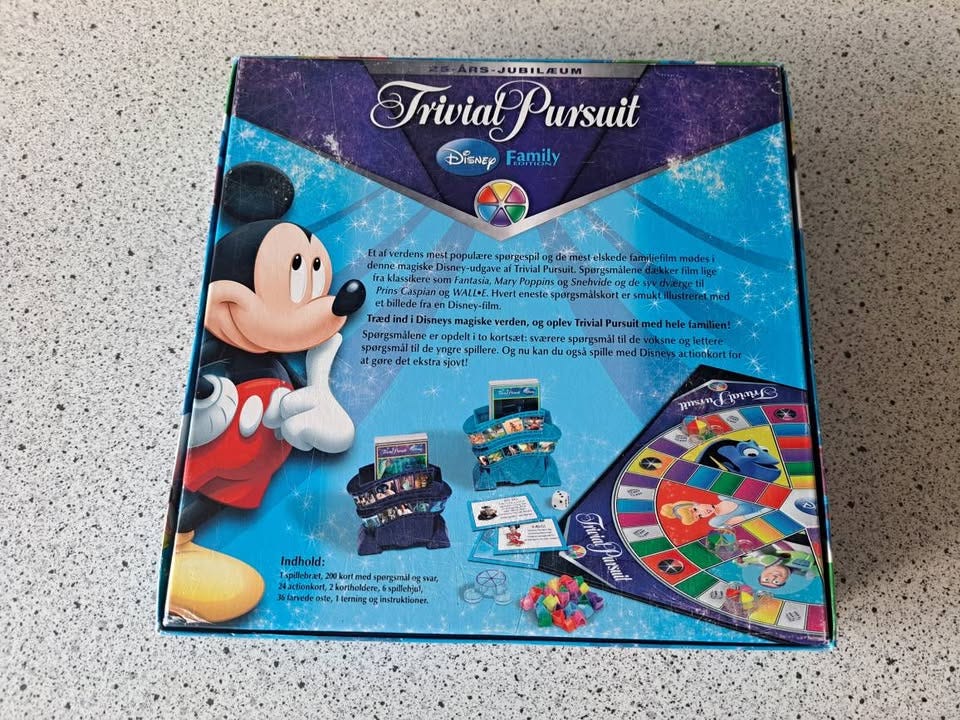 25-ÅRS-JUBILÆUM
Trivial Pursuit
Disney Family
EDITION
Et af verdens mest populære spørgespil og de mest elskede familiefilm mødes i
denne magiske Disney-udgave af Trivial Pursuit. Spørgsmålene dækker film lige
fra klassikere som Fantasia, Mary Poppins og Snehvide og de syv dværge til
Prins Caspian og WALL•E. Hvert eneste spørgsmålskort er smukt illustreret med
et billede fra en Disney-film.
Træd ind i Disneys magiske verden, og oplev Trivial Pursuit med hele familien!
Spørgsmålene er opdelt i to kortsæt: sværere spørgsmål til de voksne og lettere
spørgsmål til de yngre spillere. Og nu kan du også spille med Disneys actionkort for
at gøre det ekstra sjovt!
Trivial Pursuit
Trivial Pursuit
Trivial Pursuit
Indhold:
1 spillebræt, 200 kort med spørgsmål og svar,
24 actionkort, 2 kortholdere, 6 spillehjul,
36 farvede oste, 1 terning og instruktioner.